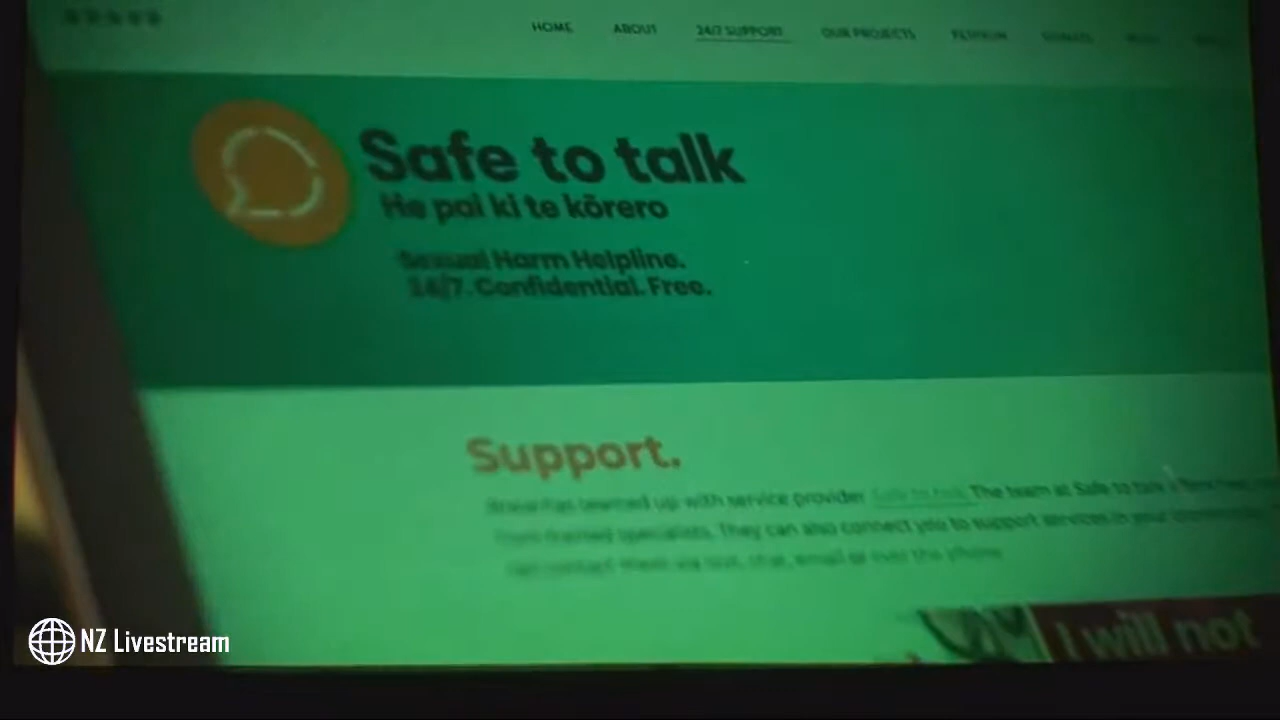 HOME ABOUT 24/7 SUPPORT OUR PROJECTS
Safe to talk
He pai ki te kōrero
Sexual Harm Helpline.
24/7. Confidential. Free.
Support.
has teamed up with service provider Safe to talk. The team at Safe to talk
trained specialists. They can also connect you to support services in your
contact them via text, chat, email or over the phone
I will not
NZ Livestream